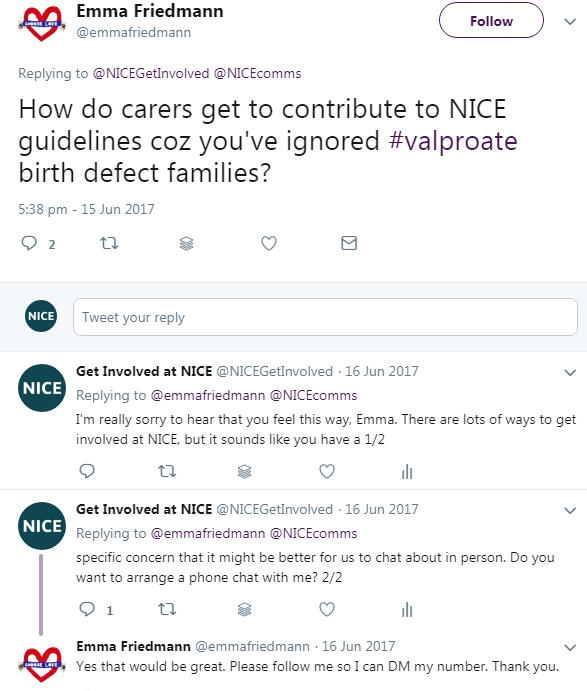 Emma Friedmann
@emmafriedmann
Follow
Replying to @NICEGetInvolved @NICEcomms
How do carers get to contribute to NICE
guidelines coz you've ignored #valproate
birth defect families?
5:38 pm - 15 Jun 2017
2
NICE
Tweet your reply
NICE
Get Involved at NICE @NICEGetInvolved · 16 Jun 2017
Replying to @emmafriedmann @NICEcomms
I'm really sorry to hear that you feel this way, Emma. There are lots of ways to get
involved at NICE, but it sounds like you have a 1/2
NICE
Get Involved at NICE @NICEGetInvolved · 16 Jun 2017
Replying to @emmafriedmann @NICEcomms
specific concern that it might be better for us to chat about in person. Do you
want to arrange a phone chat with me? 2/2
1
Emma Friedmann @emmafriedmann · 16 Jun 2017
Yes that would be great. Please follow me so I can DM my number. Thank you.
CHOOSE LOVE
CHOOSE LOVE